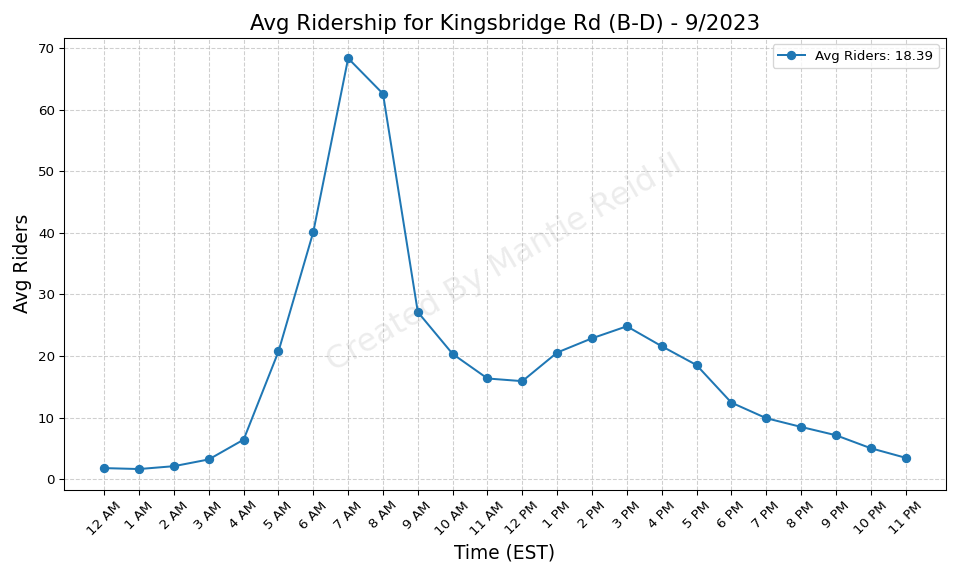 Avg Ridership for Kingsbridge Rd (B-D) - 9/2023
Avg Riders: 18.39
Avg Riders
70
60
50
40
30
20
10
0
Created By Mantie Reid II
12 AM
1 AM
2 AM
3 AM
4 AM
5 AM
6 AM
7 AM
8 AM
9 AM
10 AM
11 AM
12 PM
1 PM
2 PM
3 PM
4 PM
5 PM
6 PM
7 PM
8 PM
9 PM
10 PM
11 PM
Time (EST)